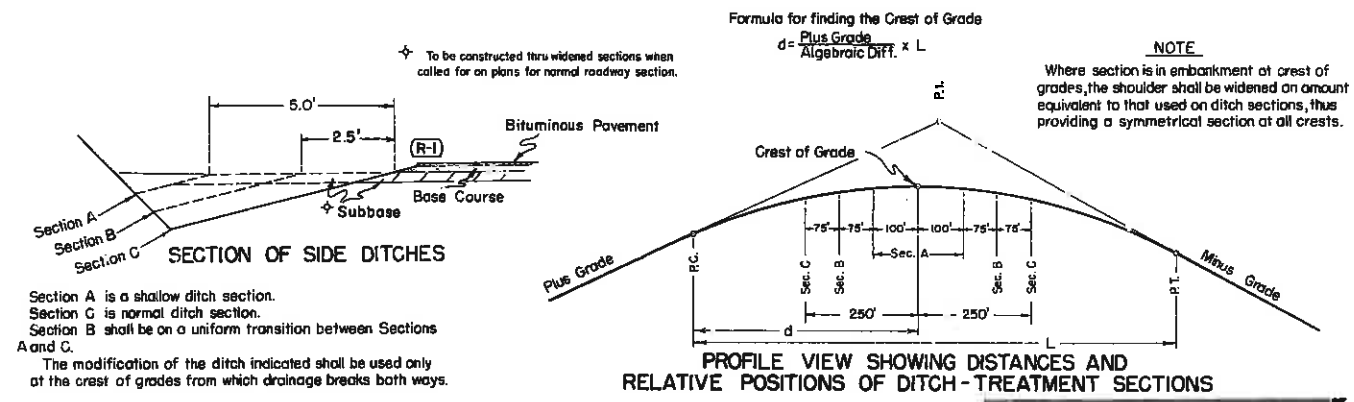 Formula for finding the Crest of Grade
d= Plus Grade
Algebraic Diff. x L
To be constructed thru widened sections when
called for on plans for normal roadway section.
NOTE
Where section is in embankment at crest of
grades, the shoulder shall be widened an amount
equivalent to that used on ditch sections, thus
providing a symmetrical section at all crests.
5.0'
2.5'
(R-1)
Bituminous Pavement
Base Course
Subbase
Section A
Section B
Section C
SECTION OF SIDE DITCHES
Section A is a shallow ditch section.
Section C is normal ditch section.
Section B shall be on a uniform transition between Sections
A and C.
The modification of the ditch indicated shall be used only
at the crest of grades from which drainage breaks both ways.
P.I.
Crest of Grade
75' 75' 100' 100' 75' 75'
Sec. A
Plus Grade
P.C.
Sec. C
Sec. B
Sec. B
Sec. C
P.T.
Minus Grade
250' 250'
d
L
PROFILE VIEW SHOWING DISTANCES AND
RELATIVE POSITIONS OF DITCH-TREATMENT SECTIONS